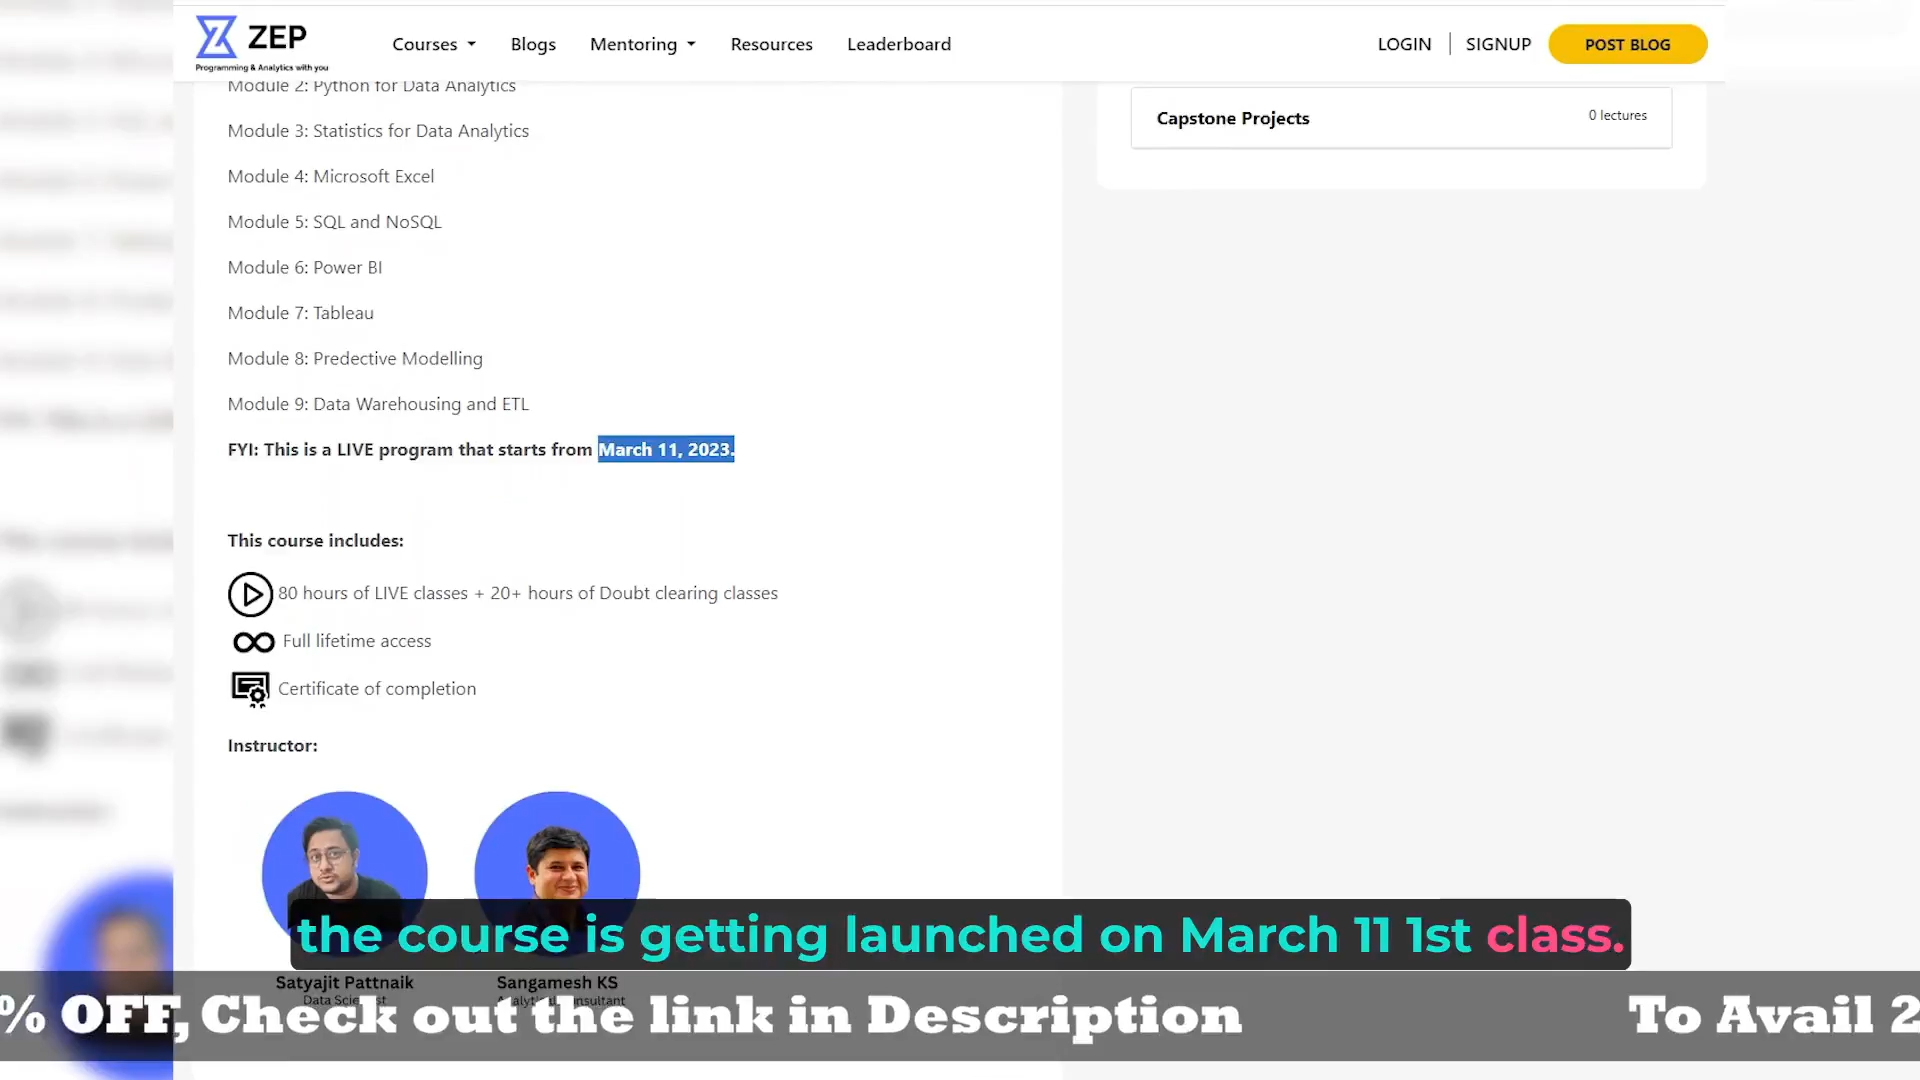 ZEP
Programming & Analytics with you
Courses
Blogs
Mentoring
Resources
Leaderboard
LOGIN
SIGNUP
POST BLOG
Module 2: Python for Data Analytics
Capstone Projects
0 lectures
Module 3: Statistics for Data Analytics
Module 4: Microsoft Excel
Module 5: SQL and NoSQL
Module 6: Power BI
Module 7: Tableau
Module 8: Predective Modelling
Module 9: Data Warehousing and ETL
FYI: This is a LIVE program that starts from March 11, 2023.
This course includes:
80 hours of LIVE classes + 20+ hours of Doubt clearing classes
Full lifetime access
Certificate of completion
Instructor:
the course is getting launched on March 11 1st class.
Satyajit Pattnaik
Sangamesh KS
% OFF, Check out the link in Description
To Avail 2